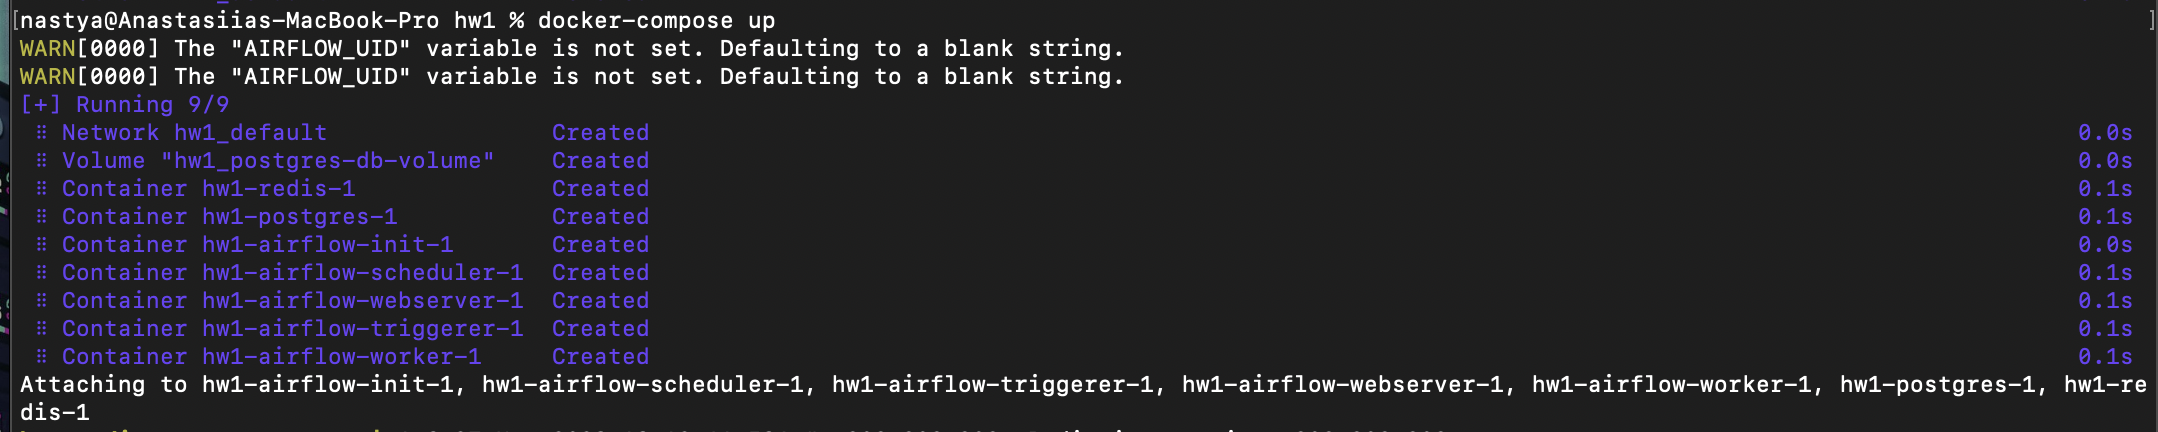 [nastya@Anastasiias-MacBook-Pro hw1 % docker-compose up ]
WARN[0000] The "AIRFLOW_UID" variable is not set. Defaulting to a blank string.
WARN[0000] The "AIRFLOW_UID" variable is not set. Defaulting to a blank string.
[+] Running 9/9
⠿ Network hw1_default Created 0.0s
⠿ Volume "hw1_postgres-db-volume" Created 0.0s
⠿ Container hw1-redis-1 Created 0.1s
⠿ Container hw1-postgres-1 Created 0.1s
⠿ Container hw1-airflow-init-1 Created 0.0s
⠿ Container hw1-airflow-scheduler-1 Created 0.1s
⠿ Container hw1-airflow-webserver-1 Created 0.1s
⠿ Container hw1-airflow-triggerer-1 Created 0.1s
⠿ Container hw1-airflow-worker-1 Created 0.1s
Attaching to hw1-airflow-init-1, hw1-airflow-scheduler-1, hw1-airflow-triggerer-1, hw1-airflow-webserver-1, hw1-airflow-worker-1, hw1-postgres-1, hw1-re
dis-1